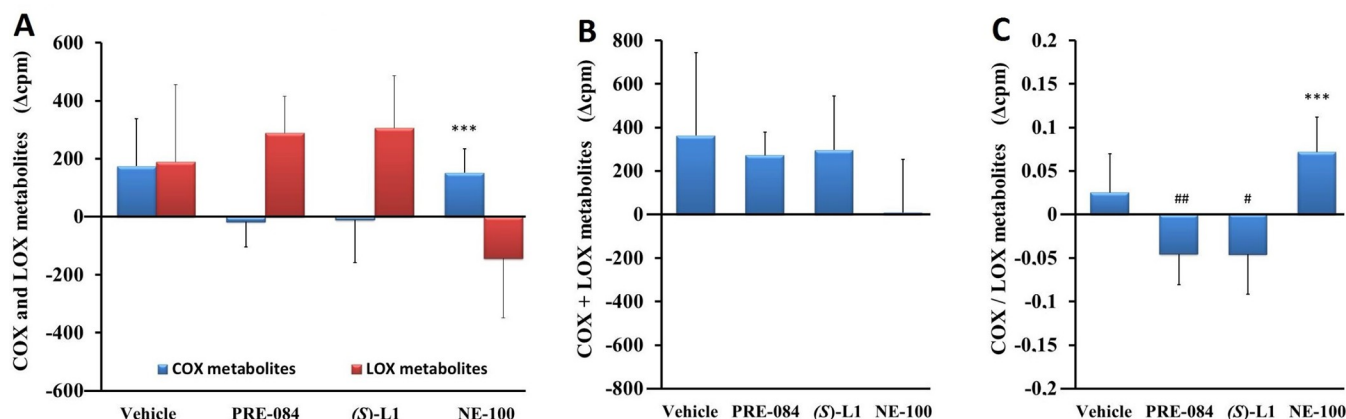 A
COX and LOX metabolites (Δcpm)
600
400
200
0
-200
-400
-600
***
COX metabolites
LOX metabolites
Vehicle PRE-084 (S)-L1 NE-100
B
COX + LOX metabolites (Δcpm)
800
600
400
200
0
-200
-400
-600
-800
Vehicle PRE-084 (S)-L1 NE-100
C
COX / LOX metabolites (Δcpm)
0.2
0.15
0.1
0.05
0
-0.05
-0.1
-0.15
-0.2
## # ***
Vehicle PRE-084 (S)-L1 NE-100